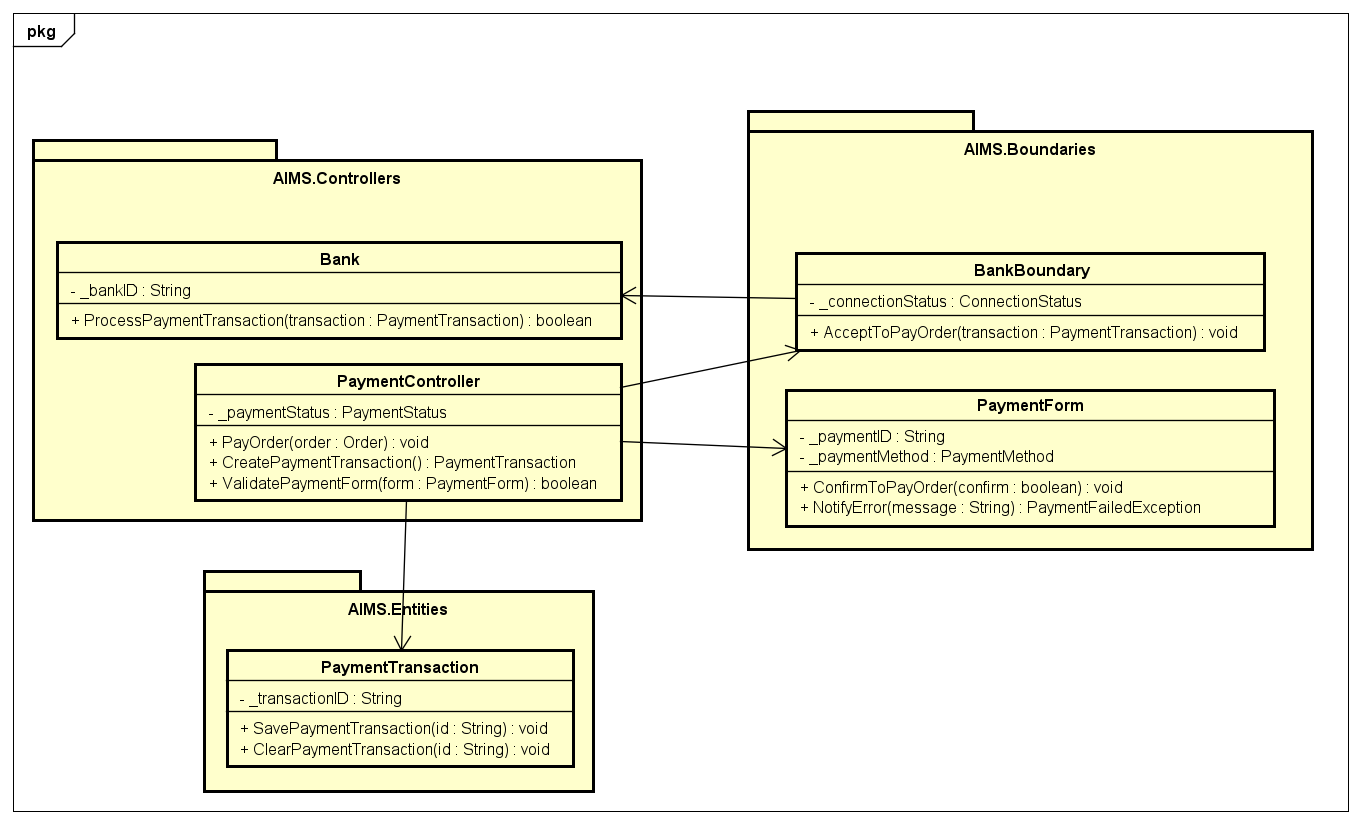 pkg
AIMS.Controllers
Bank
- _bankID : String
+ ProcessPaymentTransaction(transaction : PaymentTransaction) : boolean
PaymentController
- _paymentStatus : PaymentStatus
+ PayOrder(order : Order) : void
+ CreatePaymentTransaction() : PaymentTransaction
+ ValidatePaymentForm(form : PaymentForm) : boolean
AIMS.Boundaries
BankBoundary
- _connectionStatus : ConnectionStatus
+ AcceptToPayOrder(transaction : PaymentTransaction) : void
PaymentForm
- _paymentID : String
- _paymentMethod : PaymentMethod
+ ConfirmToPayOrder(confirm : boolean) : void
+ NotifyError(message : String) : PaymentFailedException
AIMS.Entities
PaymentTransaction
- _transactionID : String
+ SavePaymentTransaction(id : String) : void
+ ClearPaymentTransaction(id : String) : void